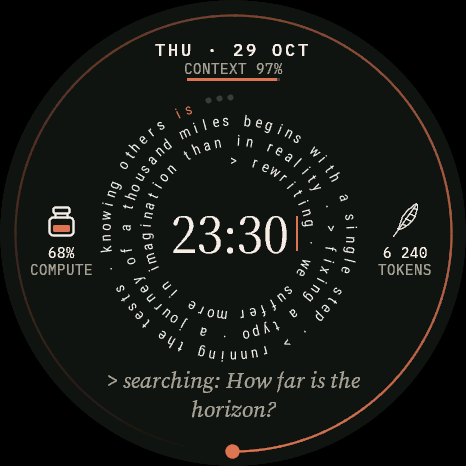 THU · 29 OCT
CONTEXT 97%
> rewriting · we suffer more in imagination than in reality · > fixing a typo · a journey of a thousand miles begins with a single step · > running the tests · knowing others is
23:30
68%
COMPUTE
6 240
TOKENS
> searching: How far is the
horizon?